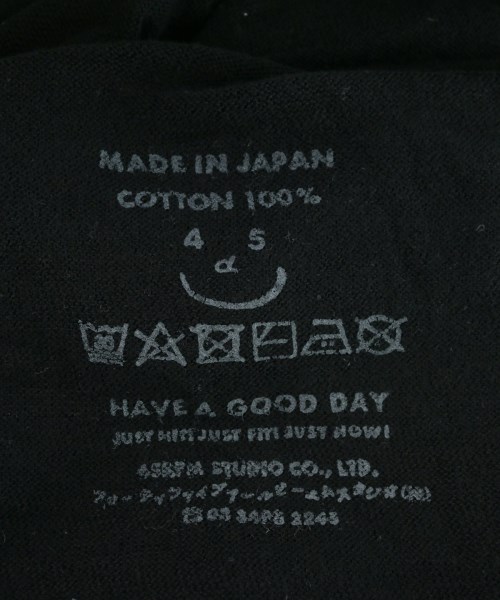 MADE IN JAPAN
COTTON 100%
4 5
α
HAVE A GOOD DAY
JUST HIT! JUST FIT! JUST NOW!
45RPM STUDIO CO., LTD.
フォーティファイブアールピーエムスタジオ(株)